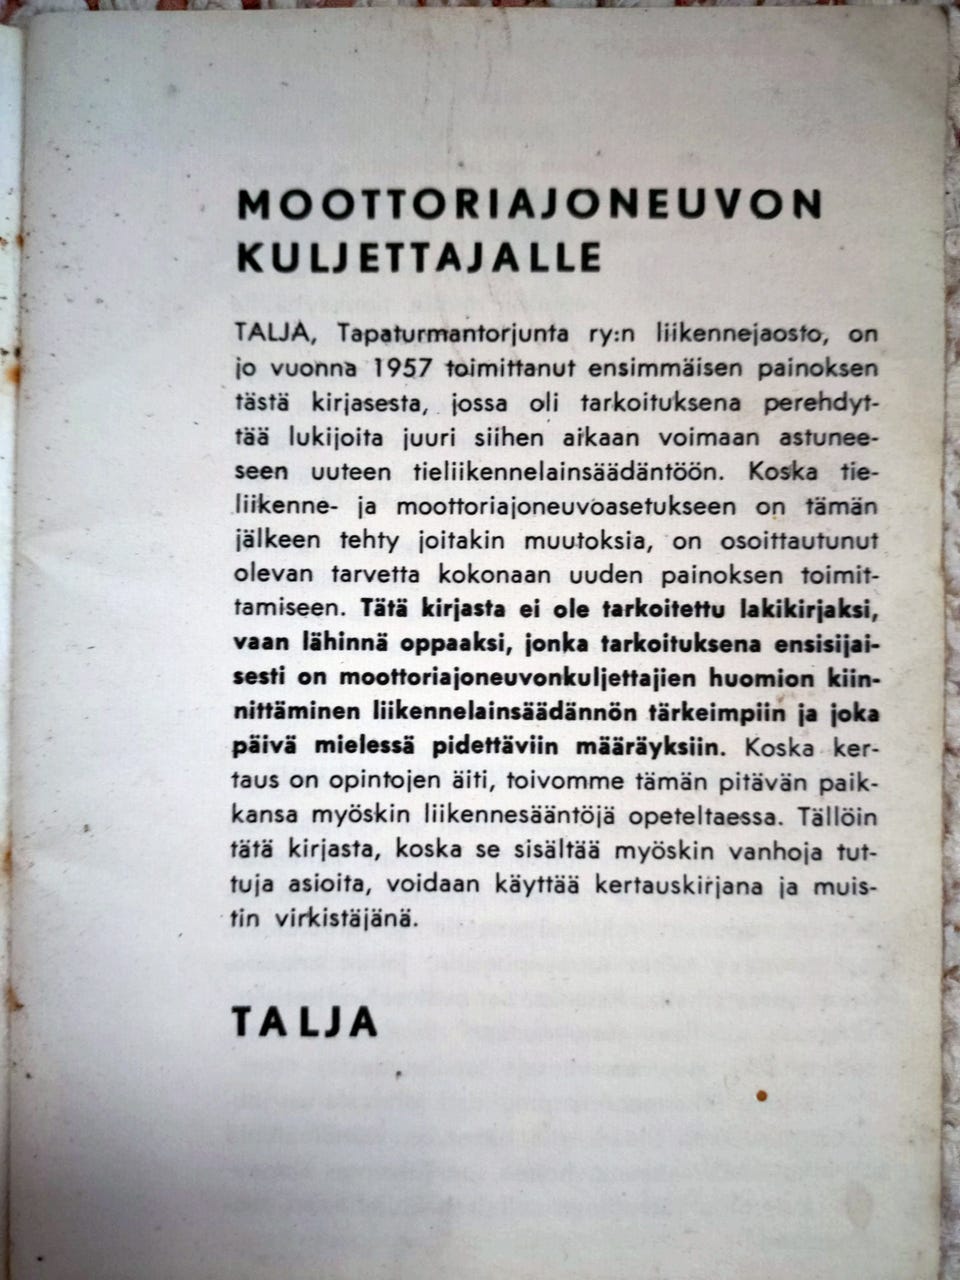 MOOTTORIAJONEUVON
KULJETTAJALLE
TALJA, Tapaturmantorjunta ry:n liikennejaosto, on
jo vuonna 1957 toimittanut ensimmäisen painoksen
tästä kirjasesta, jossa oli tarkoituksena perehdyt-
tää lukijoita juuri siihen aikaan voimaan astunee-
seen uuteen tieliikennelainsäädäntöön. Koska tie-
liikenne- ja moottoriajoneuvoasetukseen on tämän
jälkeen tehty joitakin muutoksia, on osoittautunut
olevan tarvetta kokonaan uuden painoksen toimit-
tamiseen. Tätä kirjasta ei ole tarkoitettu lakikirjaksi,
vaan lähinnä oppaaksi, jonka tarkoituksena ensisijai-
sesti on moottoriajoneuvonkuljettajien huomion kiin-
nittäminen liikennelainsäädännön tärkeimpiin ja joka
päivä mielessä pidettäviin määräyksiin. Koska ker-
taus on opintojen äiti, toivomme tämän pitävän paik-
kansa myöskin liikennesääntöjä opeteltaessa. Tällöin
tätä kirjasta, koska se sisältää myöskin vanhoja tut-
tuja asioita, voidaan käyttää kertauskirjana ja muis-
tin virkistäjänä.
TALJA